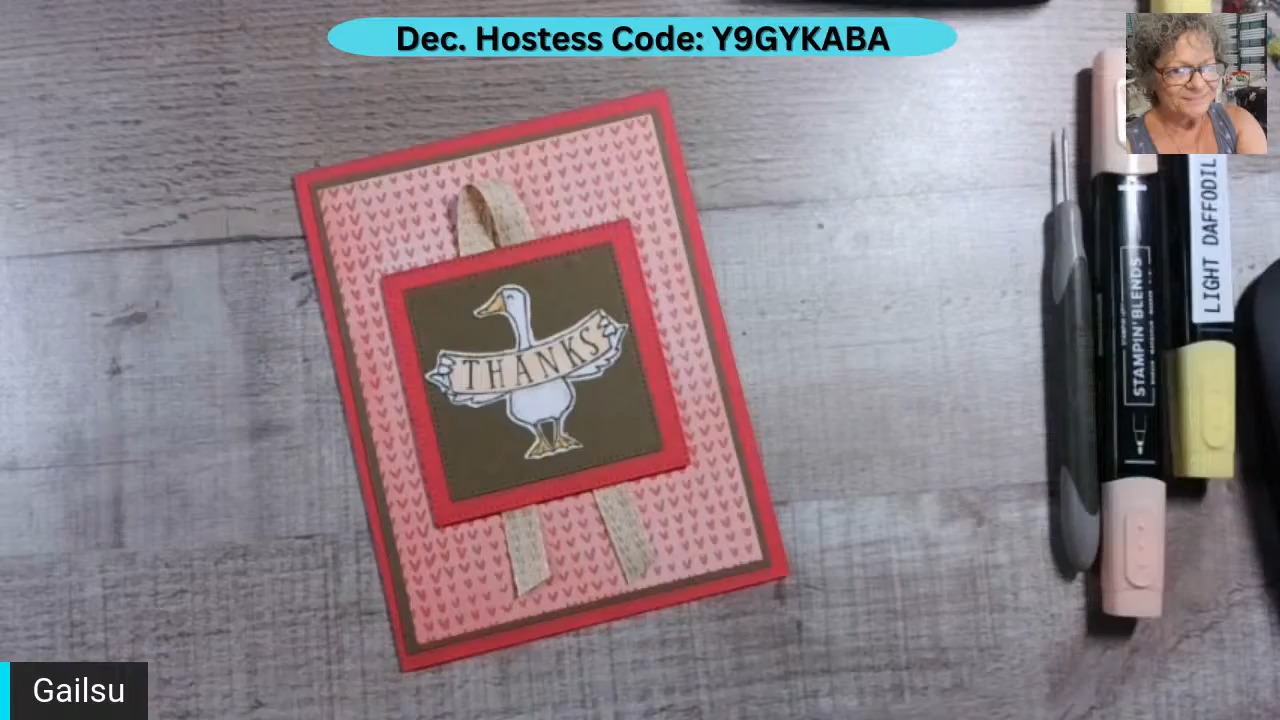 Dec. Hostess Code: Y9GYKABA
THANKS
STAMPIN' BLENDS
LIGHT DAFFODIL
Gailsu